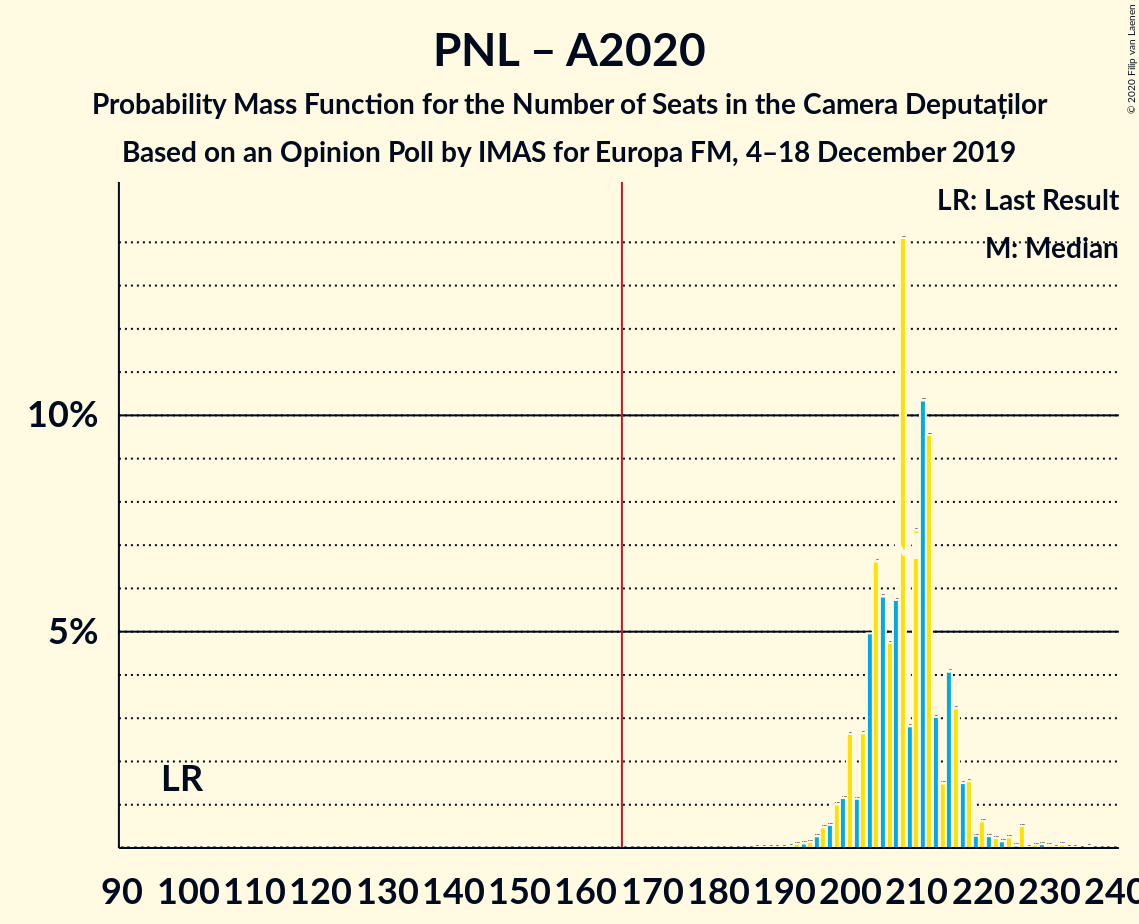 PNL – A2020
Probability Mass Function for the Number of Seats in the Camera Deputaților
Based on an Opinion Poll by IMAS for Europa FM, 4–18 December 2019
© 2020 Filip van Laenen
LR: Last Result
M: Median
10%
5%
LR
90 100 110 120 130 140 150 160 170 180 190 200 210 220 230 240